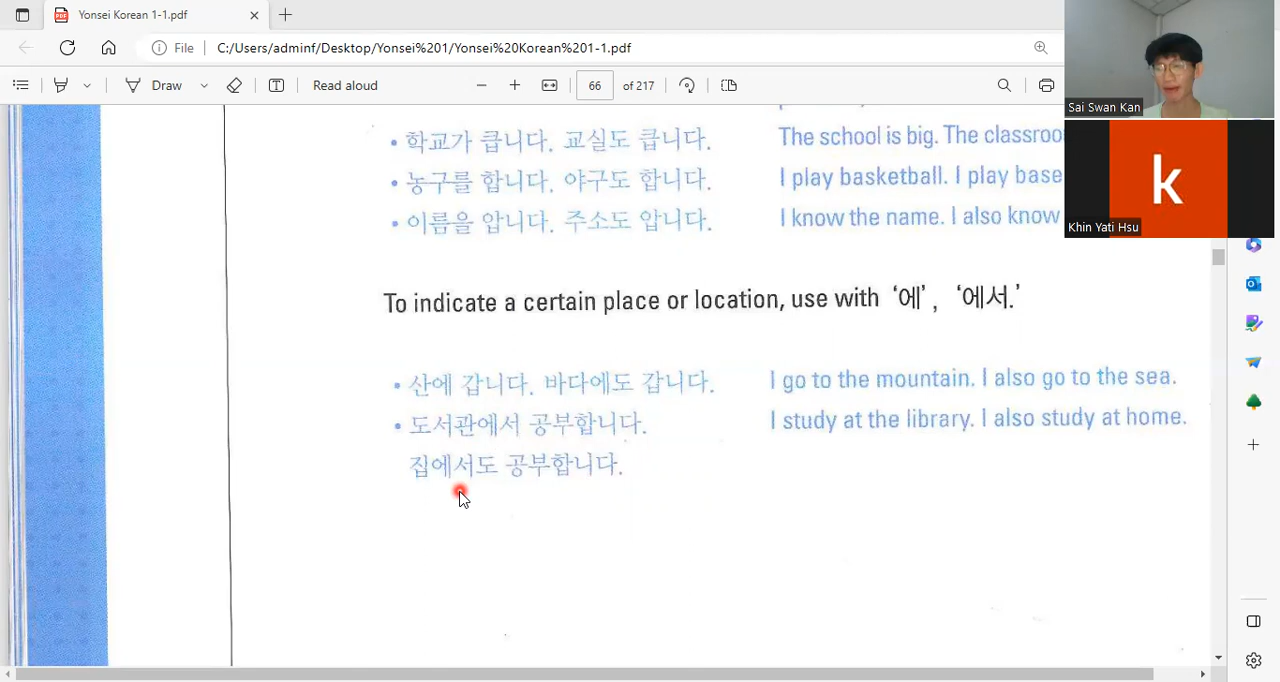 Yonsei Korean 1-1.pdf
File C:/Users/adminf/Desktop/Yonsei%201/Yonsei%20Korean%201-1.pdf
Draw Read aloud 66 of 217
Sai Swan Kan
k
Khin Yati Hsu
• 학교가 큽니다. 교실도 큽니다. The school is big. The
• 농구를 합니다. 야구도 합니다. I play basketball. I play
• 이름을 압니다. 주소도 압니다. I know the name. I also know
To indicate a certain place or location, use with ‘에’, ‘에서.’
• 산에 갑니다. 바다에도 갑니다. I go to the mountain. I also go to the sea.
• 도서관에서 공부합니다. I study at the library. I also study at home.
집에서도 공부합니다.